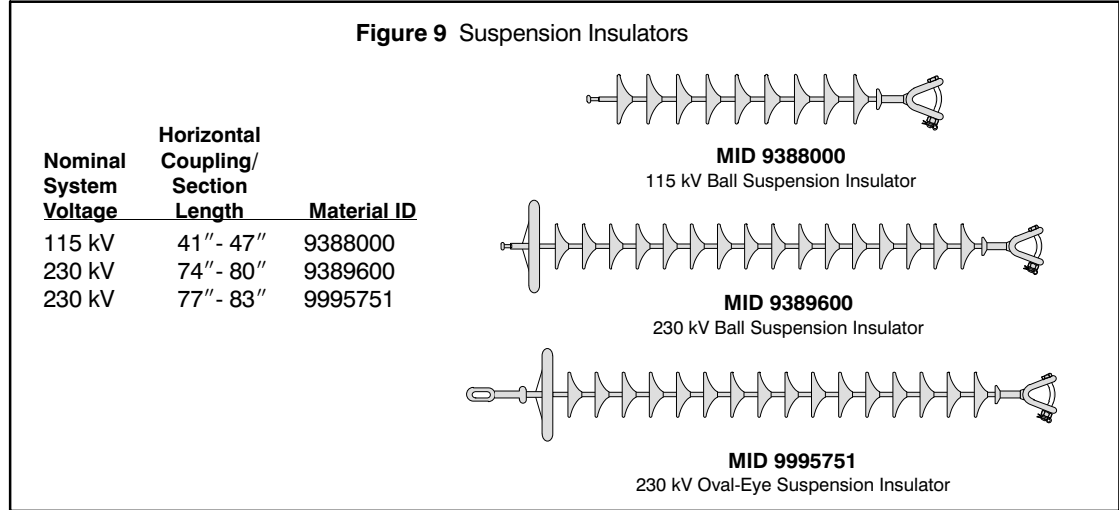 Figure 9 Suspension Insulators
Nominal System Voltage
Horizontal Coupling/ Section Length
Material ID
115 kV 41″- 47″ 9388000
230 kV 74″- 80″ 9389600
230 kV 77″- 83″ 9995751
MID 9388000
115 kV Ball Suspension Insulator
MID 9389600
230 kV Ball Suspension Insulator
MID 9995751
230 kV Oval-Eye Suspension Insulator